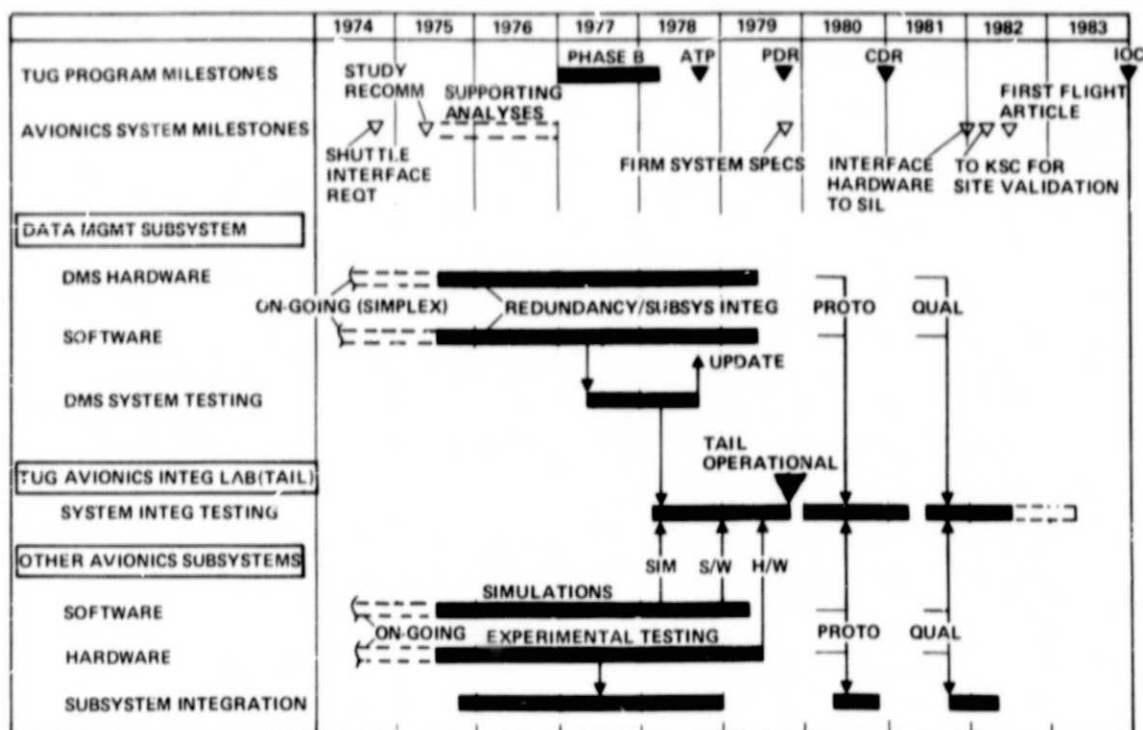 1974 1975 1976 1977 1978 1979 1980 1981 1982 1983
TUG PROGRAM MILESTONES
PHASE B
ATP
PDR
CDR
IOC
STUDY
RECOMM
SUPPORTING
ANALYSES
FIRST FLIGHT
ARTICLE
AVIONICS SYSTEM MILESTONES
SHUTTLE
INTERFACE
REQT
FIRM SYSTEM SPECS
INTERFACE
HARDWARE
TO SIL
TO KSC FOR
SITE VALIDATION
DATA MGMT SUBSYSTEM
DMS HARDWARE
ON-GOING (SIMPLEX)
REDUNDANCY/SUBSYS INTEG
PROTO
QUAL
SOFTWARE
UPDATE
DMS SYSTEM TESTING
TAIL
OPERATIONAL
TUG AVIONICS INTEG LAB(TAIL)
SYSTEM INTEG TESTING
OTHER AVIONICS SUBSYSTEMS
SIM
S/W
H/W
SIMULATIONS
SOFTWARE
ON-GOING
EXPERIMENTAL TESTING
PROTO
QUAL
HARDWARE
SUBSYSTEM INTEGRATION